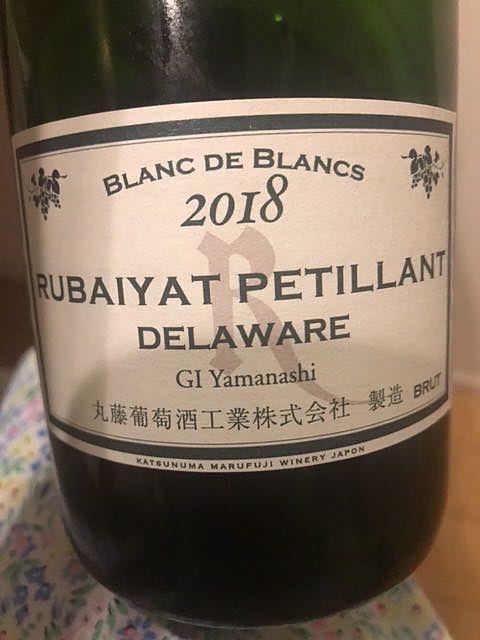 BLANC DE BLANCS
2018
R
RUBAIYAT PETILLANT
DELAWARE
GI Yamanashi
丸藤葡萄酒工業株式会社 製造 BRUT
KATSUNUMA MARUFUJI WINERY JAPON